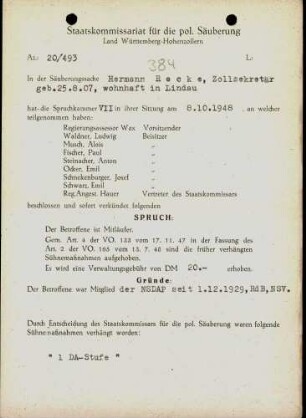 Staatskommissariat für die pol. Säuberung
Land Württemberg-Hohenzollern
Az: 20/493
L:
384
In der Säuberungssache Hermann R e c k e, Zollsekretär
geb.25.8.07, wohnhaft in Lindau
hat die Spruchkammer VII in ihrer Sitzung am 8.10.1948 , an welcher
teilgenommen haben:
Regierungsassessor Wax Vorsitzender
Waldner, Ludwig Beisitzer
Musch, Alois "
Fischer, Paul "
Steinacher, Anton "
Oxler, Emil "
Schneckenburger, Josef "
Schwarz, Emil "
Reg.Angest. Hauer Vertreter des Staatskommissars
beschlossen und sofort verkündet folgenden
SPRUCH:
Der Betroffene ist Mitläufer.
Gem. Art. 6 der VO. 133 vom 17. 11. 47 in der Fassung des
Art. 2 der VO. 165 vom 13. 7. 48 sind die früher verhängten
Sühnemaßnahmen aufgehoben.
Es wird eine Verwaltungsgebühr von DM 20.— erhoben.
Gründe:
Der Betroffene war Mitglied der NSDAP seit 1.12.1929, RdB, NSV.
Durch Entscheidung des Staatskommissars für die pol. Säuberung waren folgende
Sühnemaßnahmen verhängt worden:
" 1 DA-Stufe "